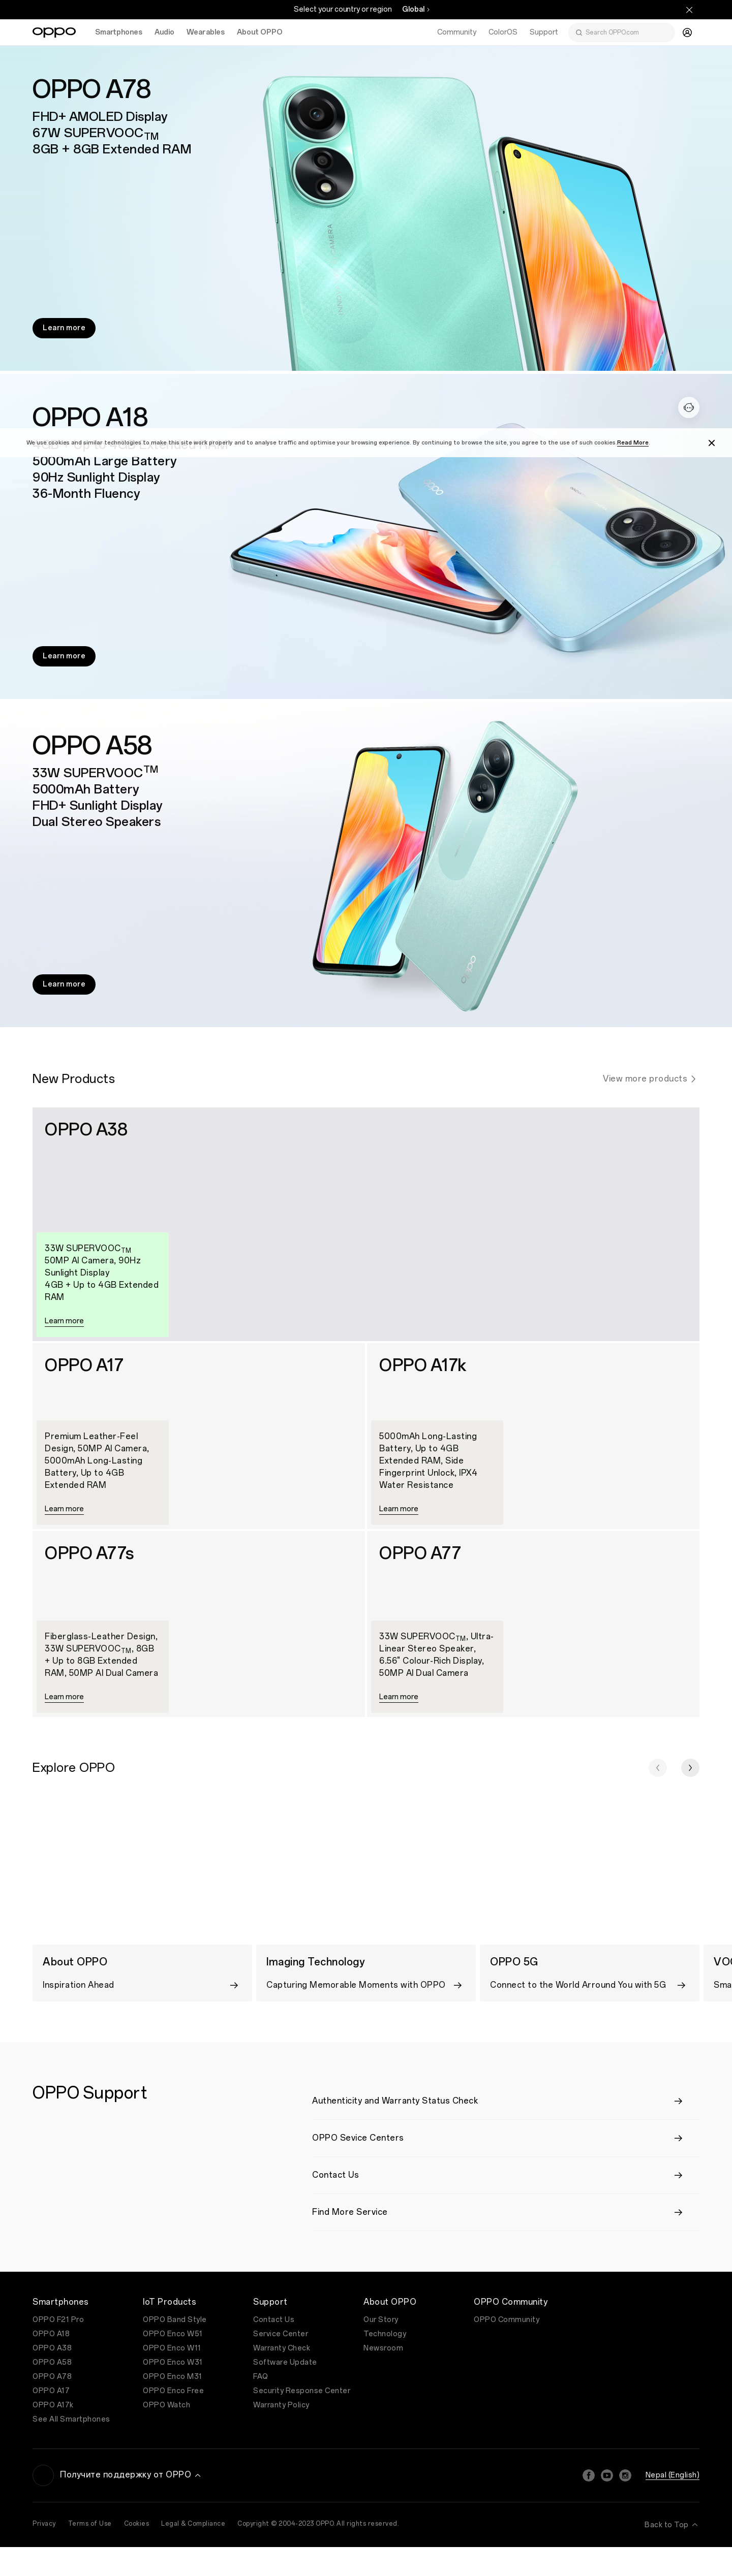 Select your country or region Global
oppo Smartphones Audio Wearables About OPPO Community ColorOS Support Search OPPO.com
OPPO A78
FHD+ AMOLED Display
67W SUPERVOOCTM
8GB + 8GB Extended RAM
Learn more
OPPO A18
We use cookies and similar technologies to make this site work properly and to analyse traffic and optimise your browsing experience. By continuing to browse the site, you agree to the use of such cookies Read More
5000mAh Large Battery
90Hz Sunlight Display
36-Month Fluency
Learn more
OPPO A58
33W SUPERVOOCTM
5000mAh Battery
FHD+ Sunlight Display
Dual Stereo Speakers
Learn more
New Products
View more products
OPPO A38
33W SUPERVOOCTM
50MP AI Camera, 90Hz
Sunlight Display
4GB + Up to 4GB Extended
RAM
Learn more
OPPO A17
Premium Leather-Feel
Design, 50MP AI Camera,
5000mAh Long-Lasting
Battery, Up to 4GB
Extended RAM
Learn more
OPPO A17k
5000mAh Long-Lasting
Battery, Up to 4GB
Extended RAM, Side
Fingerprint Unlock, IPX4
Water Resistance
Learn more
OPPO A77s
Fiberglass-Leather Design,
33W SUPERVOOCTM, 8GB
+ Up to 8GB Extended
RAM, 50MP AI Dual Camera
Learn more
OPPO A77
33W SUPERVOOCTM, Ultra-
Linear Stereo Speaker,
6.56" Colour-Rich Display,
50MP AI Dual Camera
Learn more
Explore OPPO
About OPPO
Inspiration Ahead
Imaging Technology
Capturing Memorable Moments with OPPO
OPPO 5G
Connect to the World Arround You with 5G
VOO
Sma
OPPO Support
Authenticity and Warranty Status Check
OPPO Sevice Centers
Contact Us
Find More Service
Smartphones
OPPO F21 Pro
OPPO A18
OPPO A38
OPPO A58
OPPO A78
OPPO A17
OPPO A17k
See All Smartphones
IoT Products
OPPO Band Style
OPPO Enco W51
OPPO Enco W11
OPPO Enco W31
OPPO Enco M31
OPPO Enco Free
OPPO Watch
Support
Contact Us
Service Center
Warranty Check
Software Update
FAQ
Security Response Center
Warranty Policy
About OPPO
Our Story
Technology
Newsroom
OPPO Community
OPPO Community
Получите поддержку от OPPO
Nepal (English)
Privacy Terms of Use Cookies Legal & Compliance Copyright © 2004-2023 OPPO. All rights reserved
Back to Top